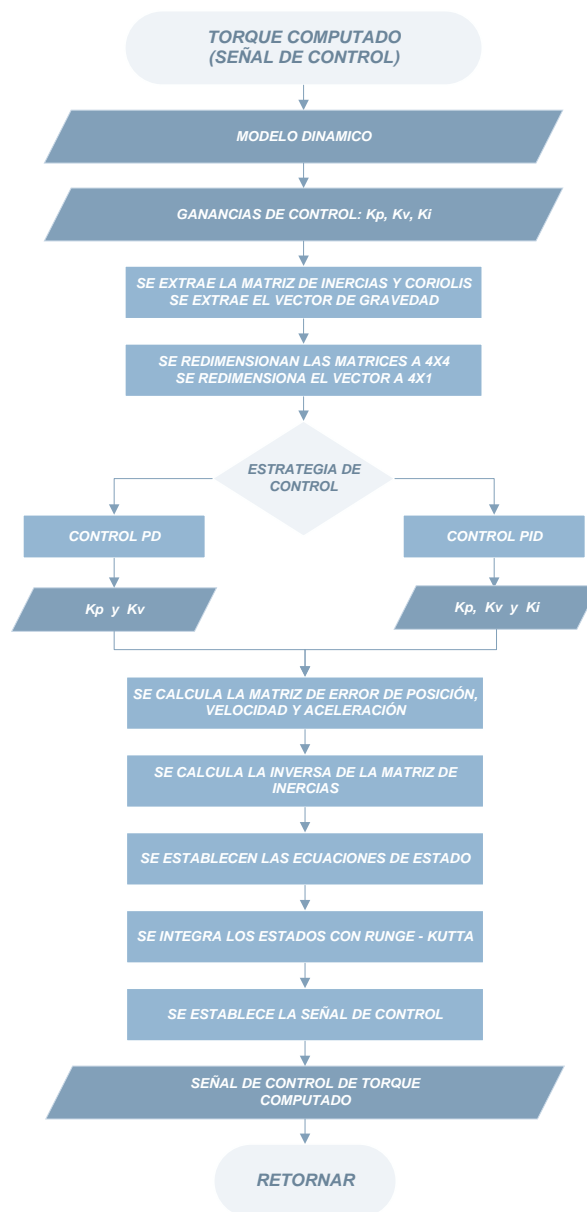 TORQUE COMPUTADO
(SEÑAL DE CONTROL)
MODELO DINAMICO
GANANCIAS DE CONTROL: Kp, Kv, Ki
SE EXTRAE LA MATRIZ DE INERCIAS Y CORIOLIS
SE EXTRAE EL VECTOR DE GRAVEDAD
SE REDIMENSIONAN LAS MATRICES A 4X4
SE REDIMENSIONA EL VECTOR A 4X1
ESTRATEGIA DE
CONTROL
CONTROL PD
CONTROL PID
Kp y Kv
Kp, Kv y Ki
SE CALCULA LA MATRIZ DE ERROR DE POSICIÓN,
VELOCIDAD Y ACELERACIÓN
SE CALCULA LA INVERSA DE LA MATRIZ DE
INERCIAS
SE ESTABLECEN LAS ECUACIONES DE ESTADO
SE INTEGRA LOS ESTADOS CON RUNGE - KUTTA
SE ESTABLECE LA SEÑAL DE CONTROL
SEÑAL DE CONTROL DE TORQUE
COMPUTADO
RETORNAR